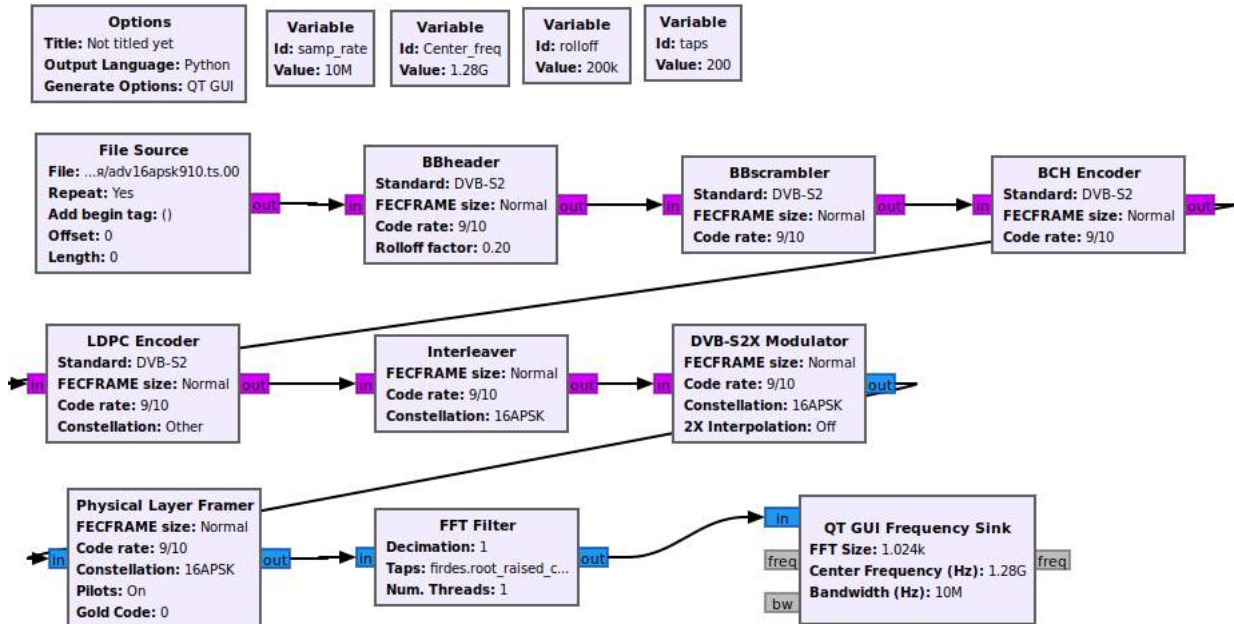 Options
Title: Not titled yet
Output Language: Python
Generate Options: QT GUI
Variable
Id: samp_rate
Value: 10M
Variable
Id: Center_freq
Value: 1.28G
Variable
Id: rolloff
Value: 200k
Variable
Id: taps
Value: 200
File Source
File: ...я/adv16apsk910.ts.00
Repeat: Yes
Add begin tag: ()
Offset: 0
Length: 0
out
in
BBheader
Standard: DVB-S2
FECFRAME size: Normal
Code rate: 9/10
Rolloff factor: 0.20
out
in
BBscrambler
Standard: DVB-S2
FECFRAME size: Normal
Code rate: 9/10
out
in
BCH Encoder
Standard: DVB-S2
FECFRAME size: Normal
Code rate: 9/10
out
in
LDPC Encoder
Standard: DVB-S2
FECFRAME size: Normal
Code rate: 9/10
Constellation: Other
out
in
Interleaver
FECFRAME size: Normal
Code rate: 9/10
Constellation: 16APSK
out
in
DVB-S2X Modulator
FECFRAME size: Normal
Code rate: 9/10
Constellation: 16APSK
2X Interpolation: Off
out
in
Physical Layer Framer
FECFRAME size: Normal
Code rate: 9/10
Constellation: 16APSK
Pilots: On
Gold Code: 0
out
in
FFT Filter
Decimation: 1
Taps: firdes.root_raised_c...
Num. Threads: 1
out
in
freq
bw
QT GUI Frequency Sink
FFT Size: 1.024k
Center Frequency (Hz): 1.28G
Bandwidth (Hz): 10M
freq